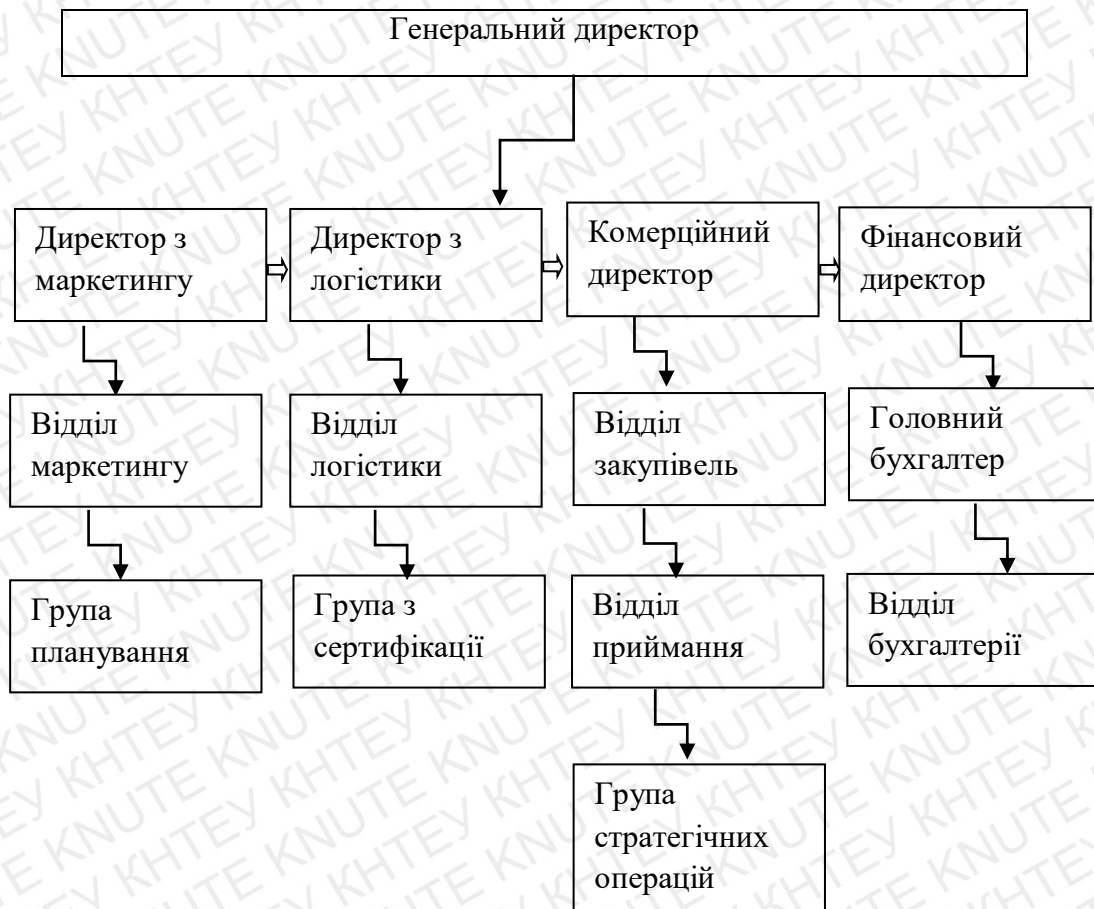 Генеральний директор
Директор з
маркетингу
Директор з
логістики
Комерційний
директор
Фінансовий
директор
Відділ
маркетингу
Відділ
логістики
Відділ
закупівель
Головний
бухгалтер
Група
планування
Група з
сертифікації
Відділ
приймання
Відділ
бухгалтерії
Група
стратегічних
операцій